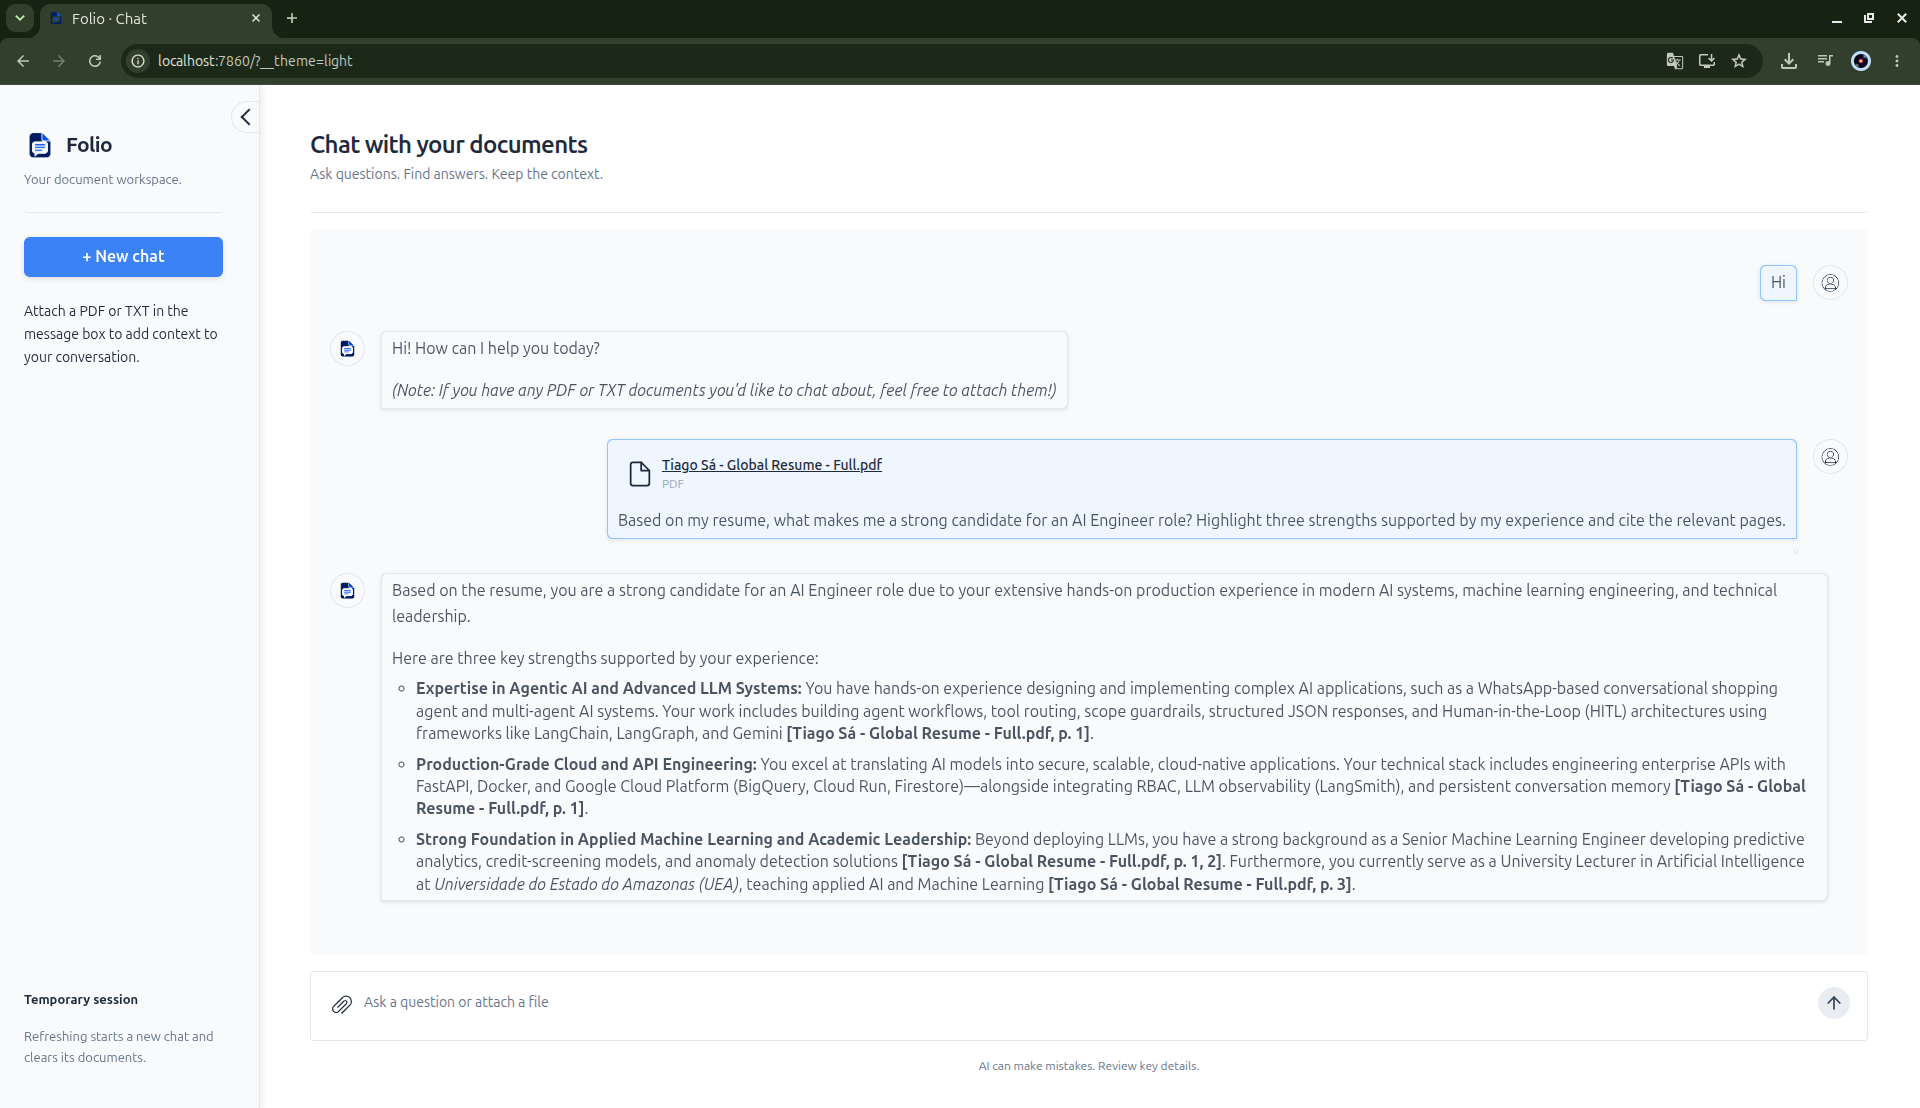 Folio · Chat
localhost:7860/?__theme=light
Folio
Your document workspace.
+ New chat
Attach a PDF or TXT in the
message box to add context to
your conversation.
Temporary session
Refreshing starts a new chat and
clears its documents.
Chat with your documents
Ask questions. Find answers. Keep the context.
Hi
Hi! How can I help you today?
(Note: If you have any PDF or TXT documents you'd like to chat about, feel free to attach them!)
Tiago Sá - Global Resume - Full.pdf
PDF
Based on my resume, what makes me a strong candidate for an AI Engineer role? Highlight three strengths supported by my experience and cite the relevant pages.
Based on the resume, you are a strong candidate for an AI Engineer role due to your extensive hands-on production experience in modern AI systems, machine learning engineering, and technical
leadership.
Here are three key strengths supported by your experience:
Expertise in Agentic AI and Advanced LLM Systems: You have hands-on experience designing and implementing complex AI applications, such as a WhatsApp-based conversational shopping
agent and multi-agent AI systems. Your work includes building agent workflows, tool routing, scope guardrails, structured JSON responses, and Human-in-the-Loop (HITL) architectures using
frameworks like LangChain, LangGraph, and Gemini [Tiago Sá - Global Resume - Full.pdf, p. 1].
Production-Grade Cloud and API Engineering: You excel at translating AI models into secure, scalable, cloud-native applications. Your technical stack includes engineering enterprise APIs with
FastAPI, Docker, and Google Cloud Platform (BigQuery, Cloud Run, Firestore)—alongside integrating RBAC, LLM observability (LangSmith), and persistent conversation memory [Tiago Sá - Global
Resume - Full.pdf, p. 1].
Strong Foundation in Applied Machine Learning and Academic Leadership: Beyond deploying LLMs, you have a strong background as a Senior Machine Learning Engineer developing predictive
analytics, credit-screening models, and anomaly detection solutions [Tiago Sá - Global Resume - Full.pdf, p. 1, 2]. Furthermore, you currently serve as a University Lecturer in Artificial Intelligence
at Universidade do Estado do Amazonas (UEA), teaching applied AI and Machine Learning [Tiago Sá - Global Resume - Full.pdf, p. 3].
Ask a question or attach a file
AI can make mistakes. Review key details.